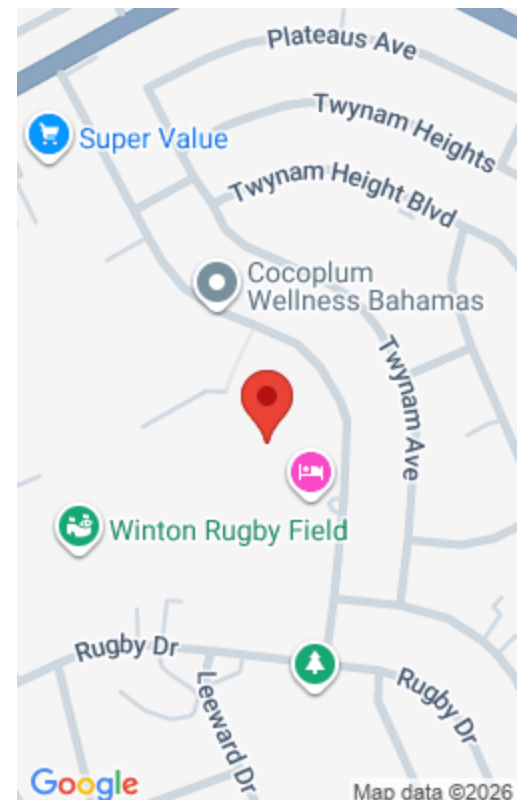 Plateaus Ave
Twynam Heights
Super Value
Twynam Height Blvd
Cocoplum
Wellness Bahamas
Twynam Ave
Winton Rugby Field
Rugby Dr
Leeward Dr
Rugby Dr
Google
Map data ©2026